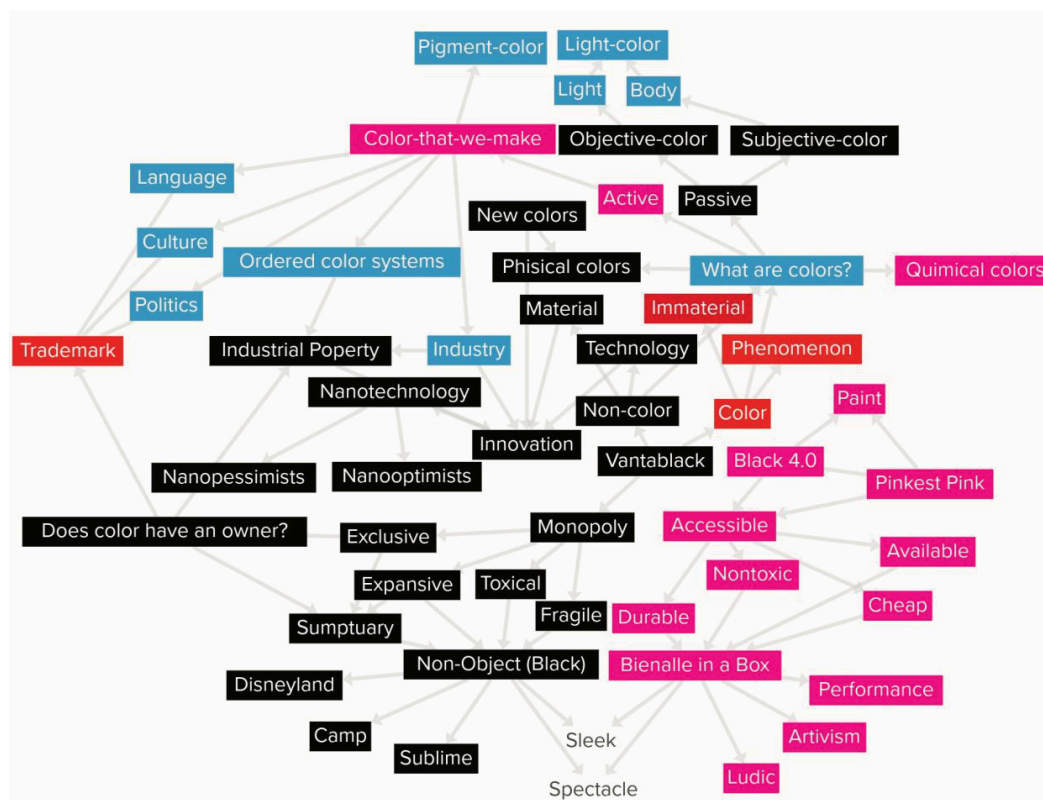 Pigment-color
Light-color
Light
Body
Color-that-we-make
Objective-color
Subjective-color
Language
Active
Passive
New colors
Culture
Ordered color systems
Phisical colors
What are colors?
Quimical colors
Politics
Material
Immaterial
Trademark
Industrial Poperty
Industry
Technology
Phenomenon
Nanotechnology
Non-color
Color
Paint
Innovation
Nanopessimists
Nanooptimists
Vantablack
Black 4.0
Pinkest Pink
Does color have an owner?
Exclusive
Monopoly
Accessible
Available
Expansive
Toxical
Nontoxic
Cheap
Sumptuary
Fragile
Durable
Non-Object (Black)
Bienalle in a Box
Disneyland
Performance
Camp
Sublime
Sleek
Artivism
Spectacle
Ludic